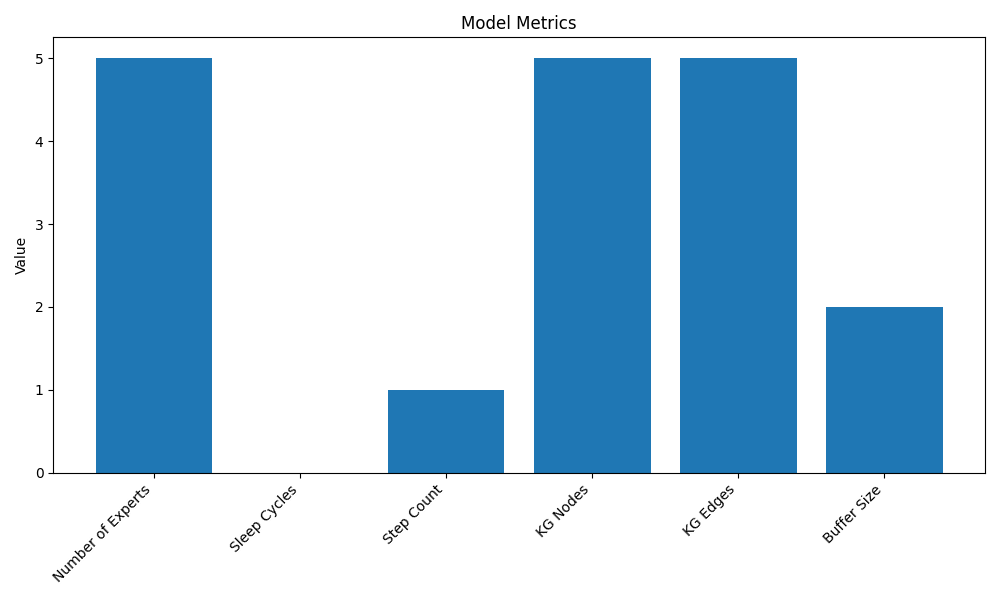 Model Metrics
Value
5
4
3
2
1
0
Number of Experts
Sleep Cycles
Step Count
KG Nodes
KG Edges
Buffer Size